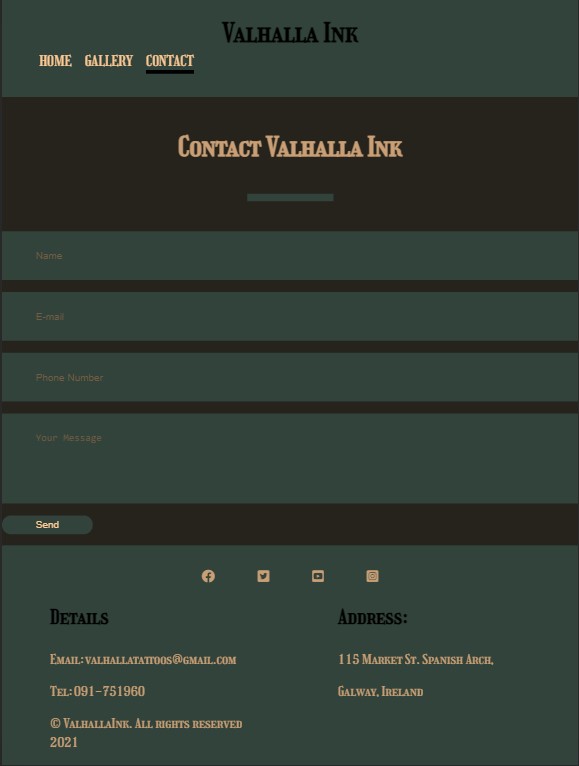 Valhalla Ink
HOME GALLERY CONTACT
Contact Valhalla Ink
Name
E-mail
Phone Number
Your Message
Send
Details
Address:
Email: valhallatattoos@gmail.com
115 Market St. Spanish Arch,
Tel: 091-751960
Galway, Ireland
© ValhallaInk. All rights reserved
2021